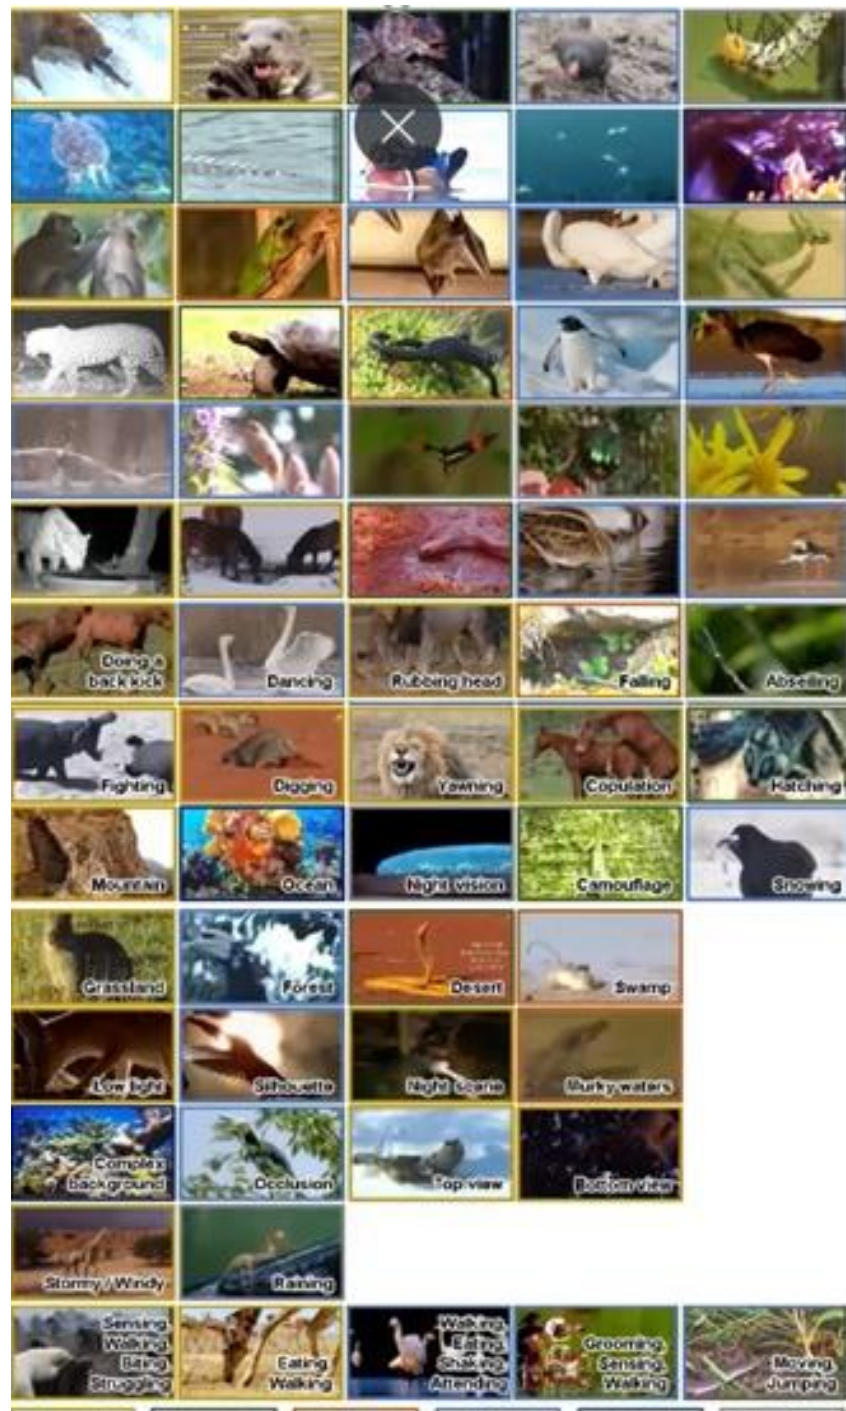 Doing a
back kick
Dancing
Rubbing head
Falling
Abseiling
Fighting
Digging
Yawning
Copulation
Hatching
Mountain
Ocean
Night vision
Camouflage
Snowing
Grassland
Forest
Desert
Swamp
Low light
Silhouette
Night scene
Murky waters
Complex
background
Occlusion
Top view
Bottom view
Stormy / Windy
Raining
Sensing,
Walking,
Biting,
Struggling
Eating,
Walking
Walking,
Eating,
Shaking,
Attending
Grooming,
Sensing,
Walking
Moving,
Jumping